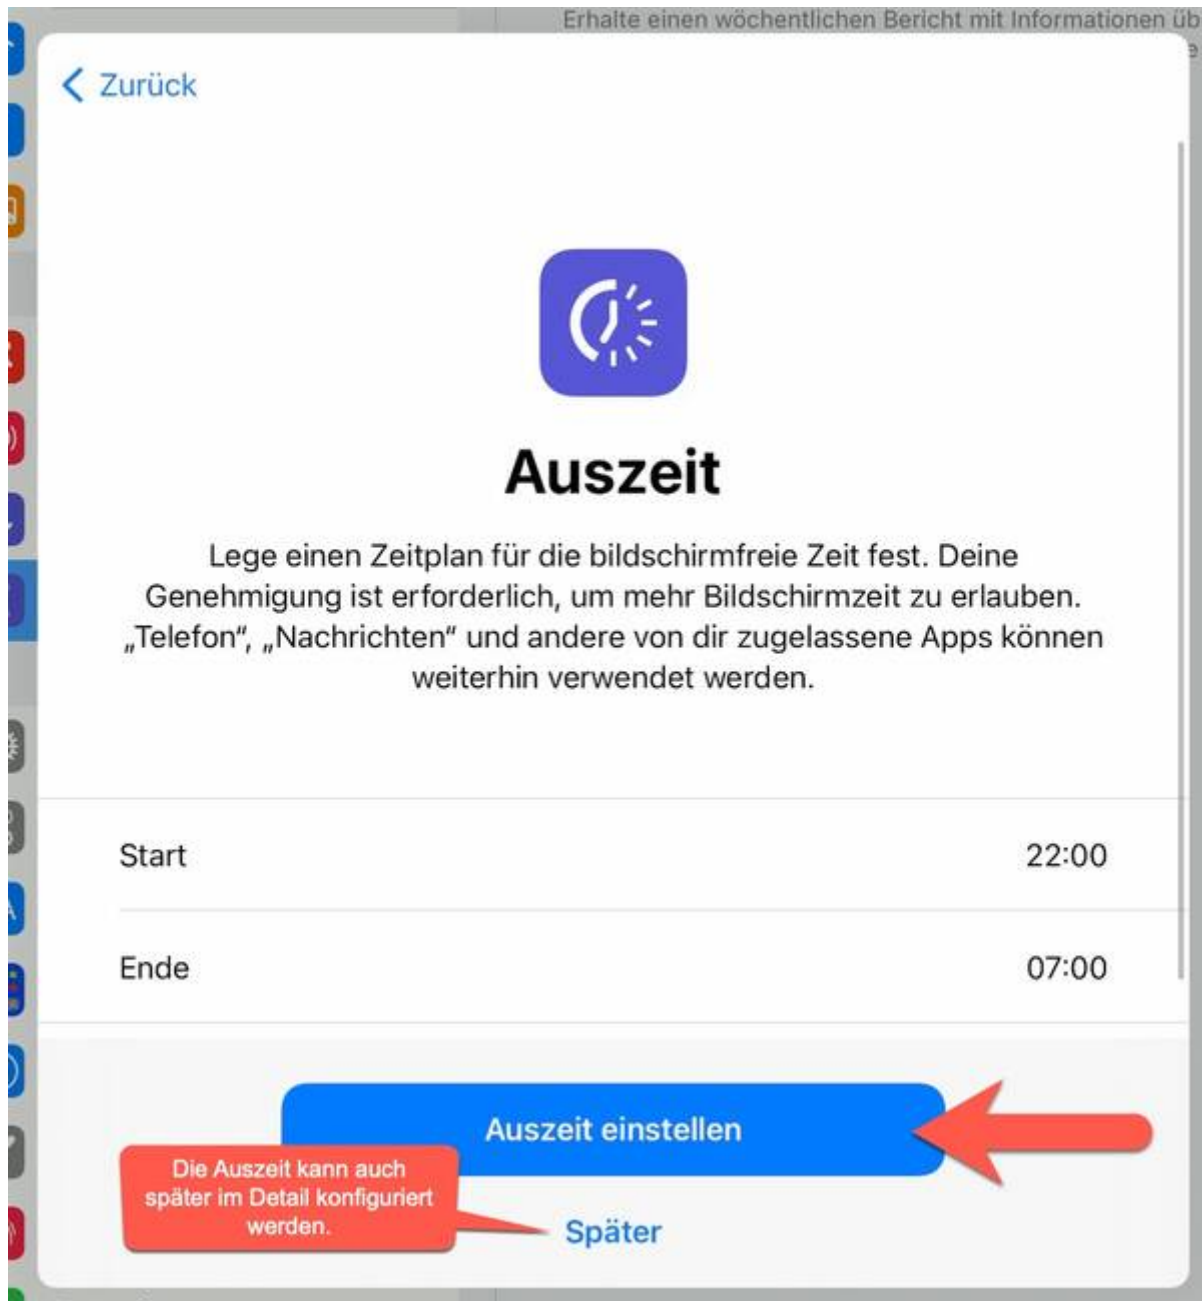 Erhalte einen wöchentlichen Bericht mit Informationen üb
Zurück
Auszeit
Lege einen Zeitplan für die bildschirmfreie Zeit fest. Deine
Genehmigung ist erforderlich, um mehr Bildschirmzeit zu erlauben.
„Telefon“, „Nachrichten“ und andere von dir zugelassene Apps können
weiterhin verwendet werden.
Start 22:00
Ende 07:00
Auszeit einstellen
Die Auszeit kann auch
später im Detail konfiguriert
werden.
Später